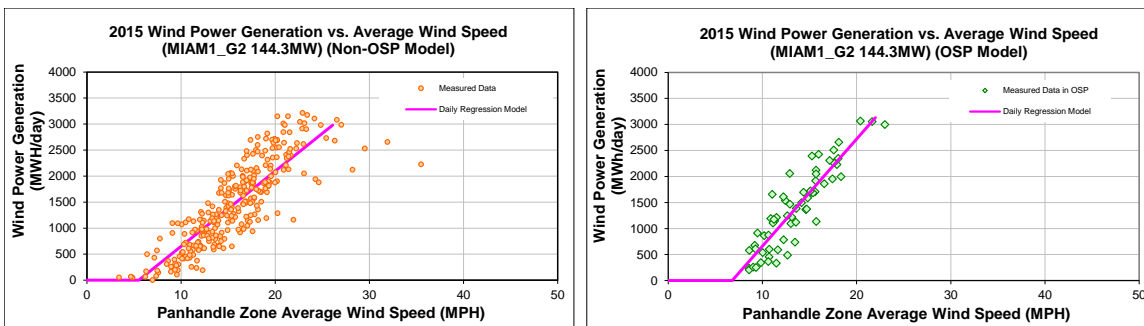 2015 Wind Power Generation vs. Average Wind Speed
(MIAM1_G2 144.3MW) (Non-OSP Model)
Wind Power Generation
(MWH/day)
4000
3500
3000
2500
2000
1500
1000
500
0
Measured Data
Daily Regression Model
0 10 20 30 40 50
Panhandle Zone Average Wind Speed (MPH)
2015 Wind Power Generation vs. Average Wind Speed
(MIAM1_G2 144.3MW) (OSP Model)
Wind Power Generation
(MWh/day)
4000
3500
3000
2500
2000
1500
1000
500
0
Measured Data in OSP
Daily Regression Model
0 10 20 30 40 50
Panhandle Zone Average Wind Speed (MPH)